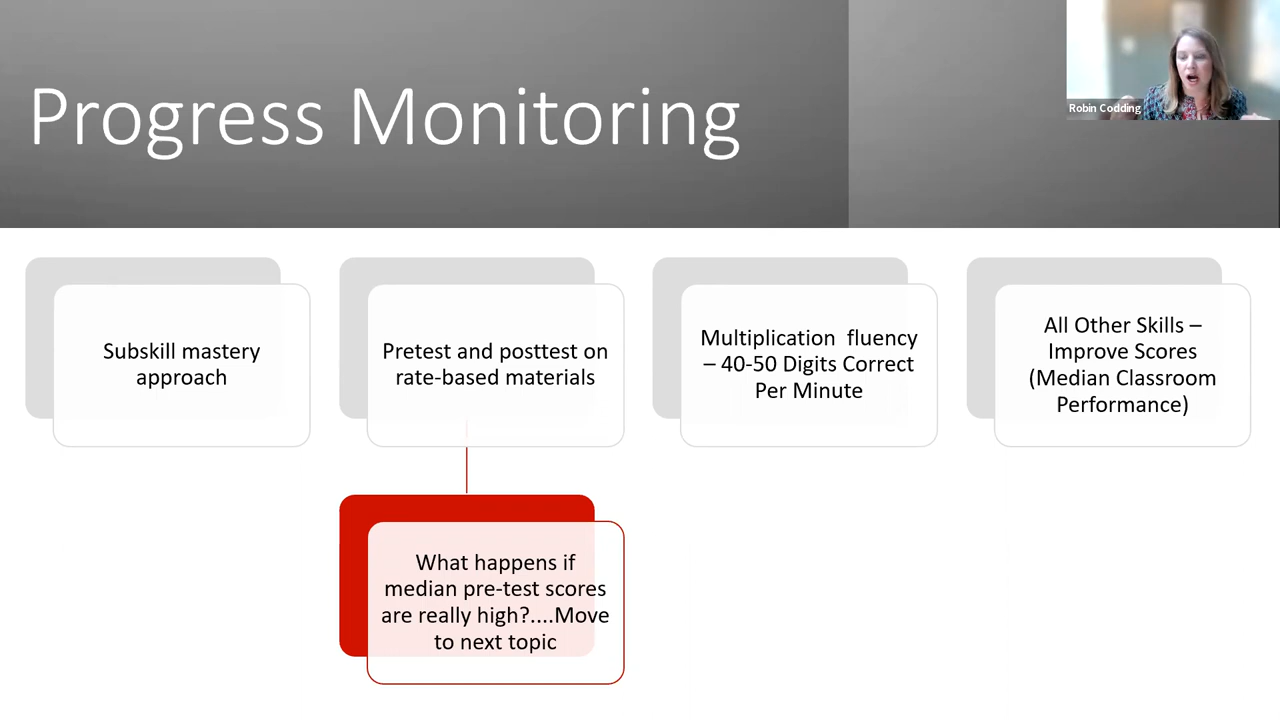 Progress Monitoring
Robin Codding
Subskill mastery
approach
Pretest and posttest on
rate-based materials
Multiplication fluency
– 40-50 Digits Correct
Per Minute
All Other Skills –
Improve Scores
(Median Classroom
Performance)
What happens if
median pre-test scores
are really high?....Move
to next topic